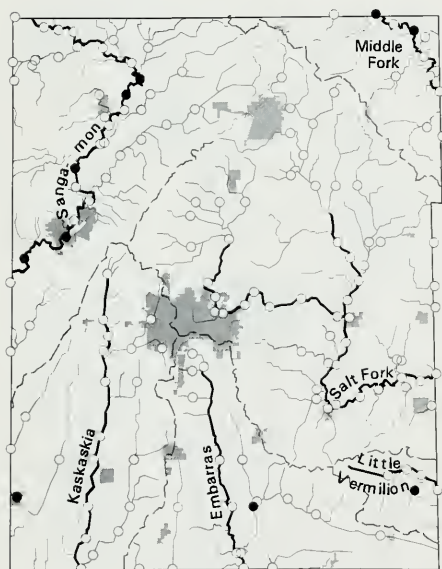 Middle
Fork
Sanga-
mon
Salt Fork
Kaskaskia
Embarras
Little
Vermilion